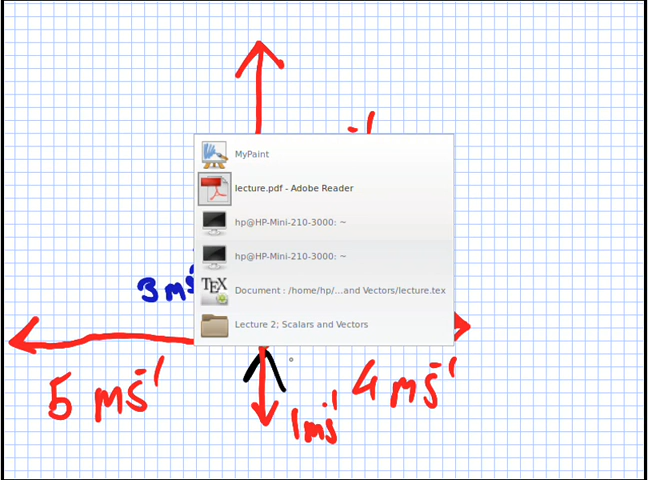 MyPaint
lecture.pdf - Adobe Reader
hp@HP-Mini-210-3000: ~
hp@HP-Mini-210-3000: ~
TEX
Document : /home/hp/...and Vectors/lecture.tex
Lecture 2; Scalars and Vectors
3 ms
5 ms⁻¹
4 ms⁻¹
1 ms⁻¹